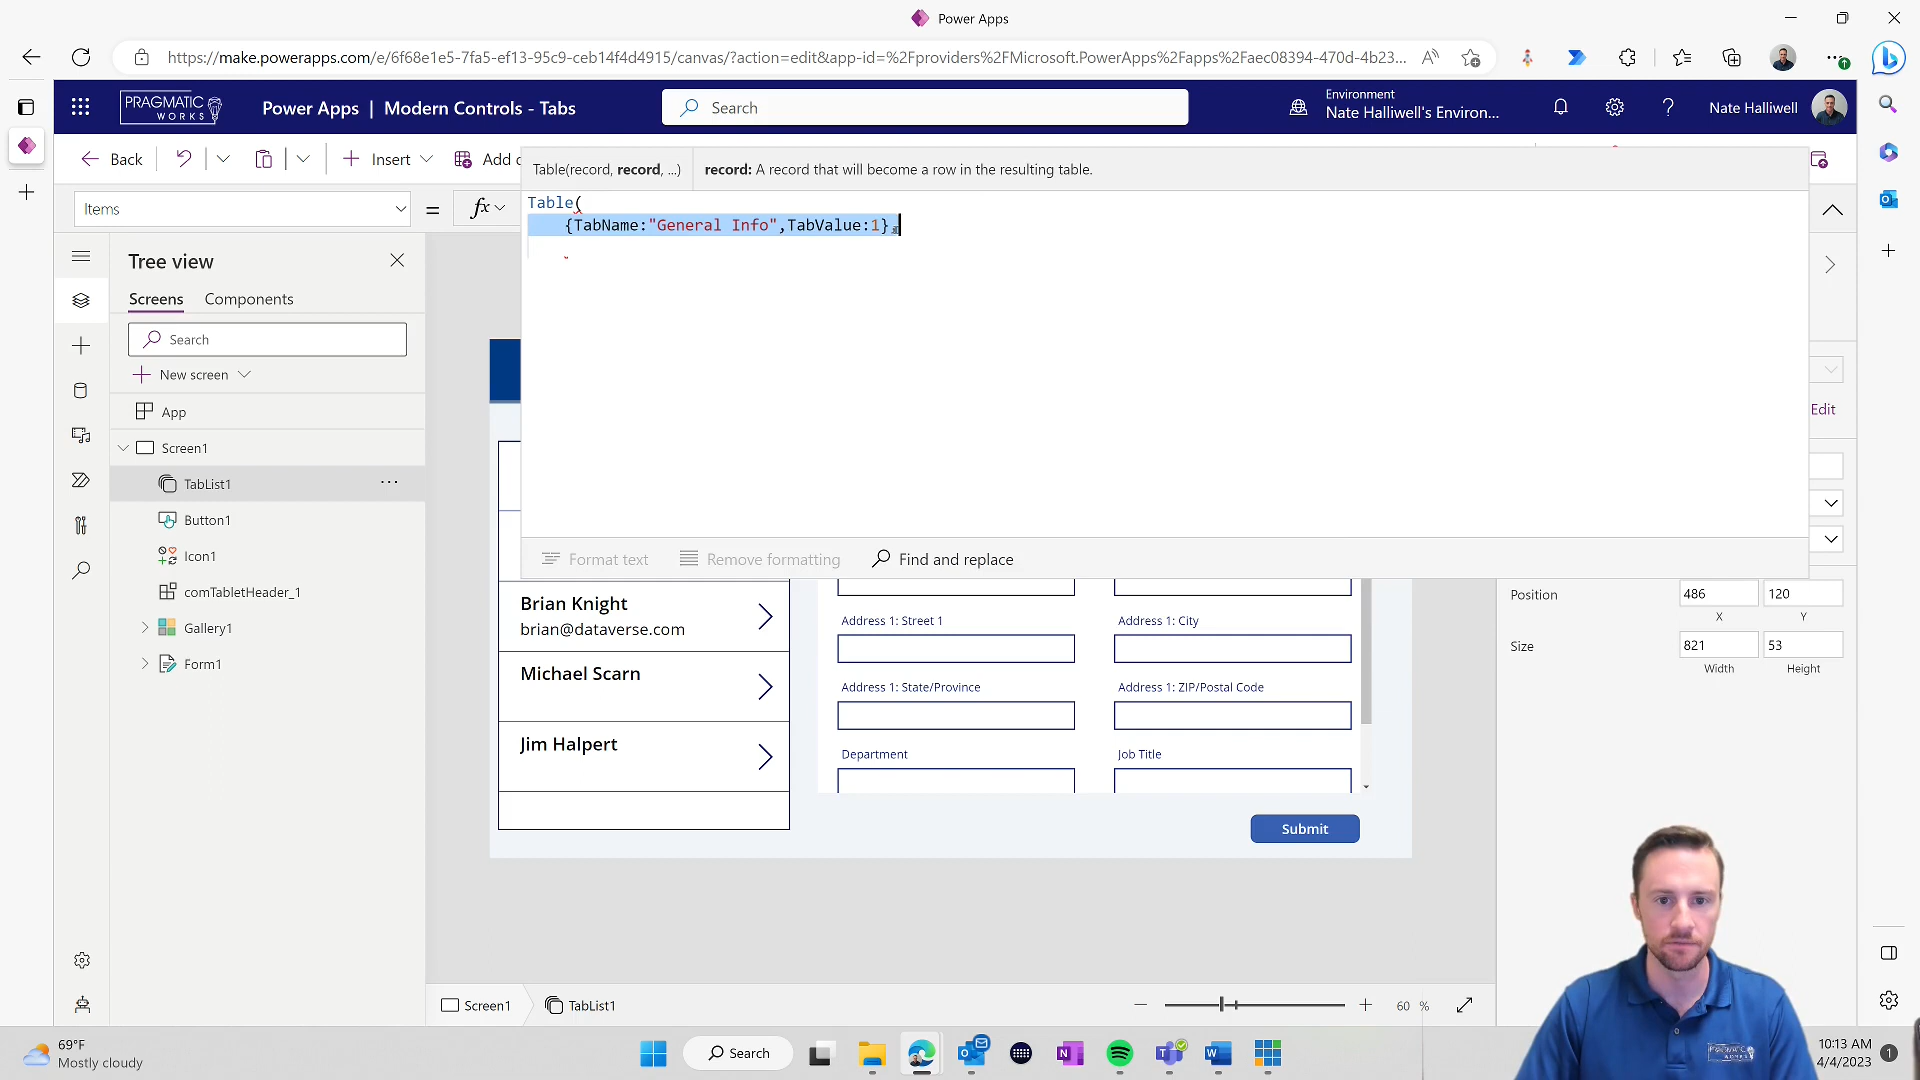 Power Apps
https://make.powerapps.com/e/6f68e1e5-7fa5-ef13-95c9-ceb14f4d4915/canvas/?action=edit&app-id=%2Fproviders%2FMicrosoft.PowerApps%2Fapps%2Faec08394-470d-4b23...
PRAGMATIC WORKS
Power Apps | Modern Controls - Tabs
Search
Environment
Nate Halliwell's Environ...
Nate Halliwell
Back
Insert
Add
Table(record, record, ...)
record: A record that will become a row in the resulting table.
Items
=
fx
Table(
{TabName:"General Info",TabValue:1},
Tree view
Screens
Components
Search
New screen
App
Screen1
TabList1
Button1
Icon1
comTabletHeader_1
Gallery1
Form1
Edit
Format text
Remove formatting
Find and replace
Brian Knight
brian@dataverse.com
Michael Scarn
Jim Halpert
Address 1: Street 1
Address 1: City
Address 1: State/Province
Address 1: ZIP/Postal Code
Department
Job Title
Submit
Position
486
120
X
Y
Size
821
53
Width
Height
Screen1
TabList1
60 %
69°F
Mostly cloudy
Search
10:13 AM
4/4/2023
1